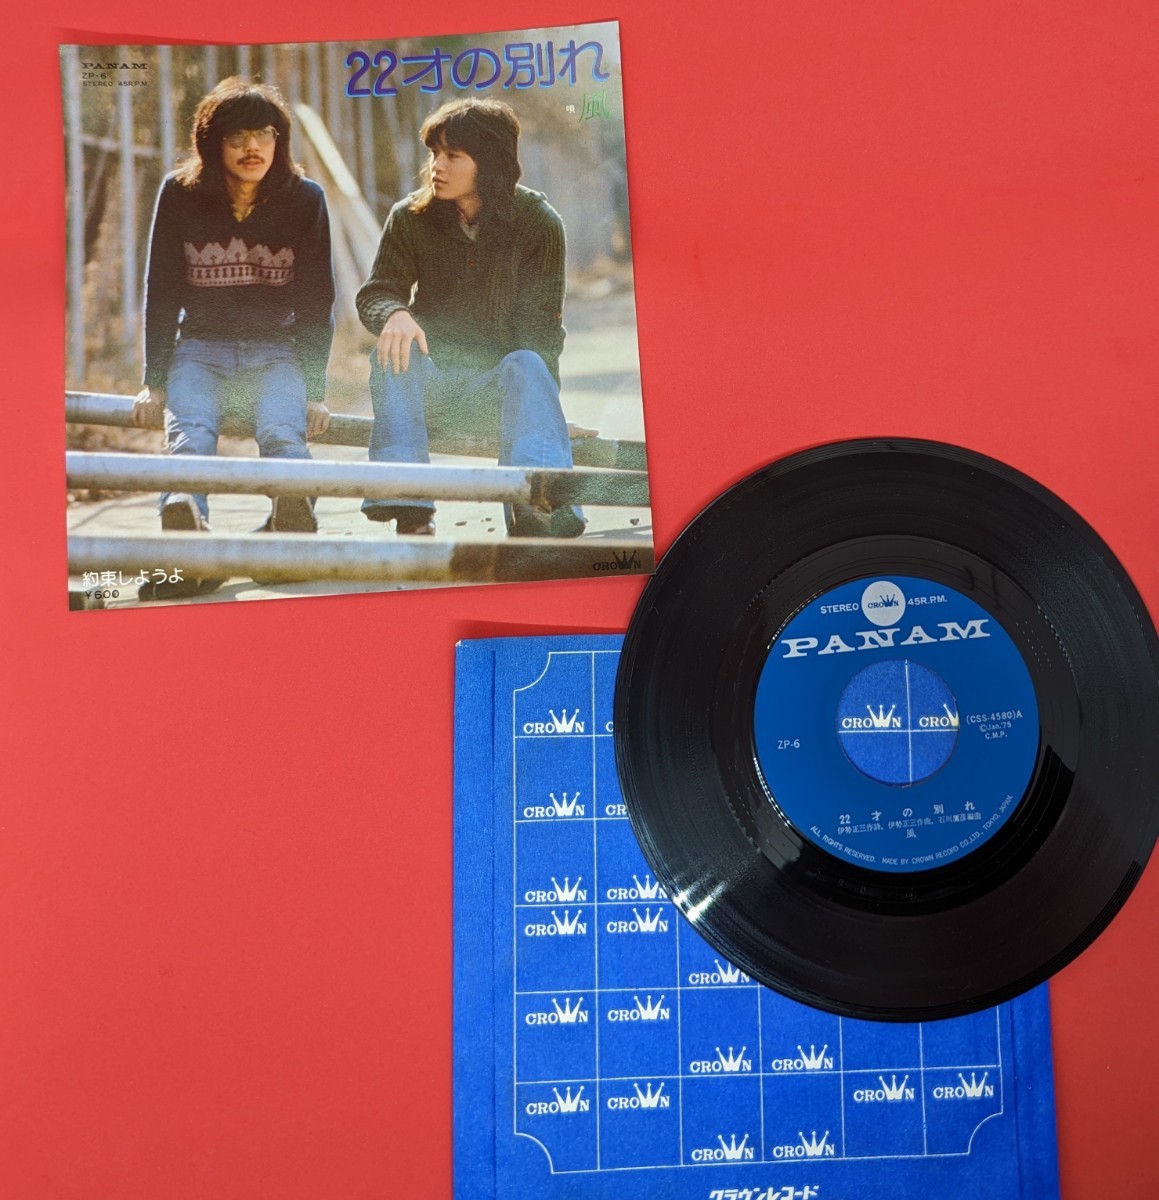 PANAM
ZP-6
STEREO 45R.P.M.
22才の別れ
唄 風
約束しようよ
¥600
CROWN
STEREO CROWN 45R.P.M.
PANAM
CROWN CROW
ZP-6
(CSS-4580)A
©Jan.'75
C.M.P.
22才の別れ
伊勢正三作詩, 伊勢正三作曲, 石川鷹彦編曲
風
ALL RIGHTS RESERVED. MADE BY CROWN RECORD CO., LTD., TOKYO, JAPAN.
CROWN
CROWN
CROWN CROWN
CROWN CROWN
CROWN
CROWN CROWN
CROWN CROWN
CROWN CROWN
CROWN CROWN
CROWN CROWN
クラウンレコード